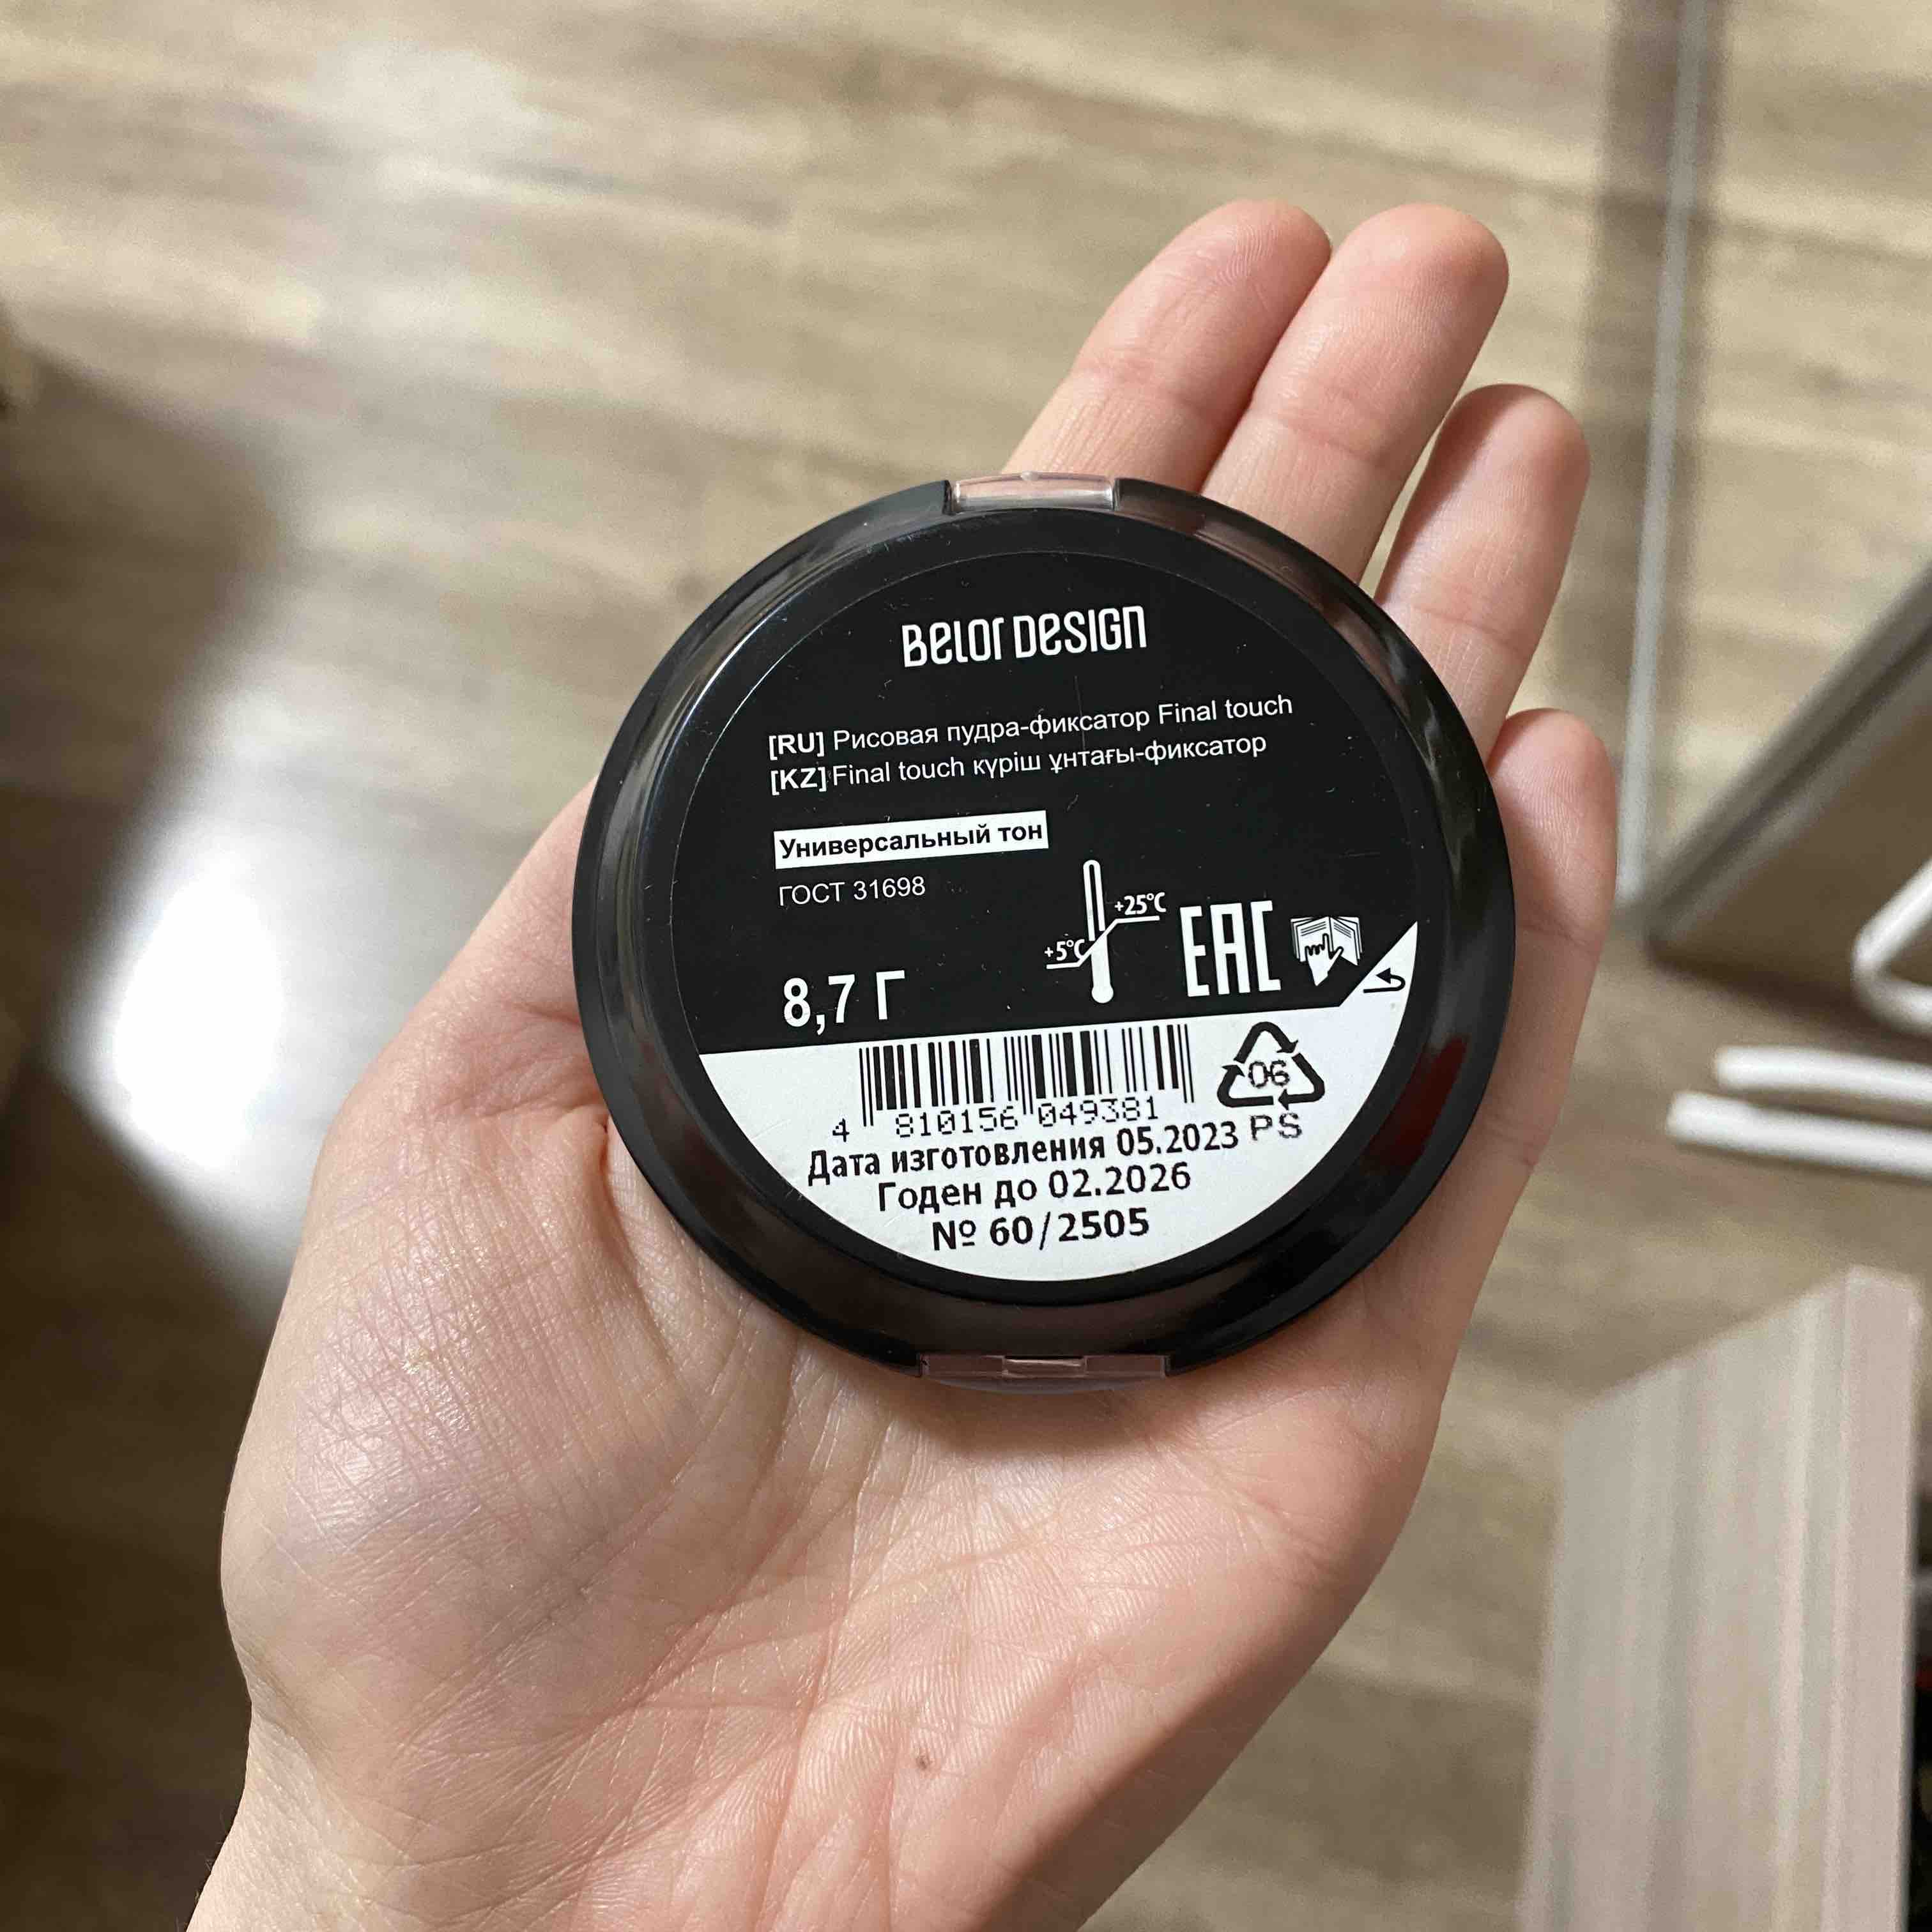 Belor Design
[RU] Рисовая пудра-фиксатор Final touch
[KZ] Final touch күріш ұнтағы-фиксатор
Универсальный тон
ГОСТ 31698
+25°C
+5°C
8,7 Г
EAC
06
PS
4 810156 049381
Дата изготовления 05.2023
Годен до 02.2026
№ 60/2505